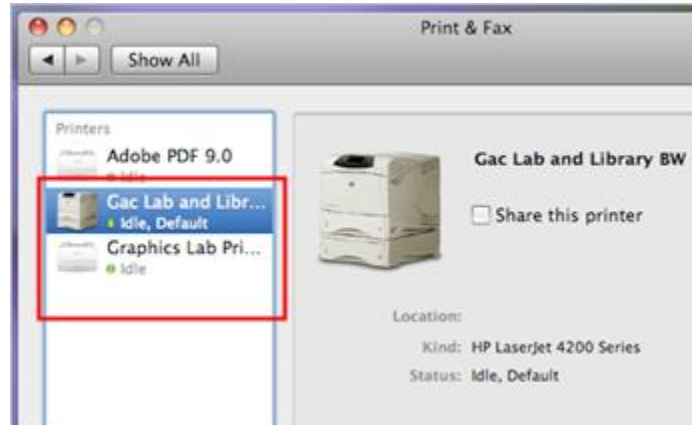 Print & Fax
Show All
Printers
Adobe PDF 9.0
Idle
Gac Lab and Libr...
Idle, Default
Graphics Lab Pri...
Idle
Gac Lab and Library BW
Share this printer
Location:
Kind: HP LaserJet 4200 Series
Status: Idle, Default